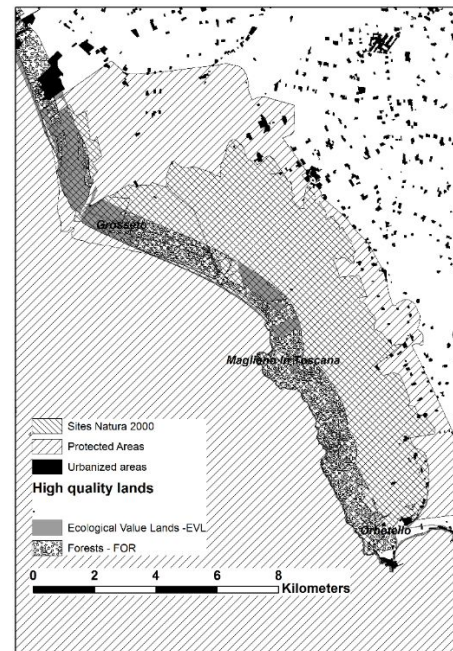 Grosseto
Magliano in Toscana
Sites Natura 2000
Protected Areas
Urbanized areas
High quality lands
Ecological Value Lands -EVL
Forests - FOR
Orbetello
0 2 4 6 8
Kilometers